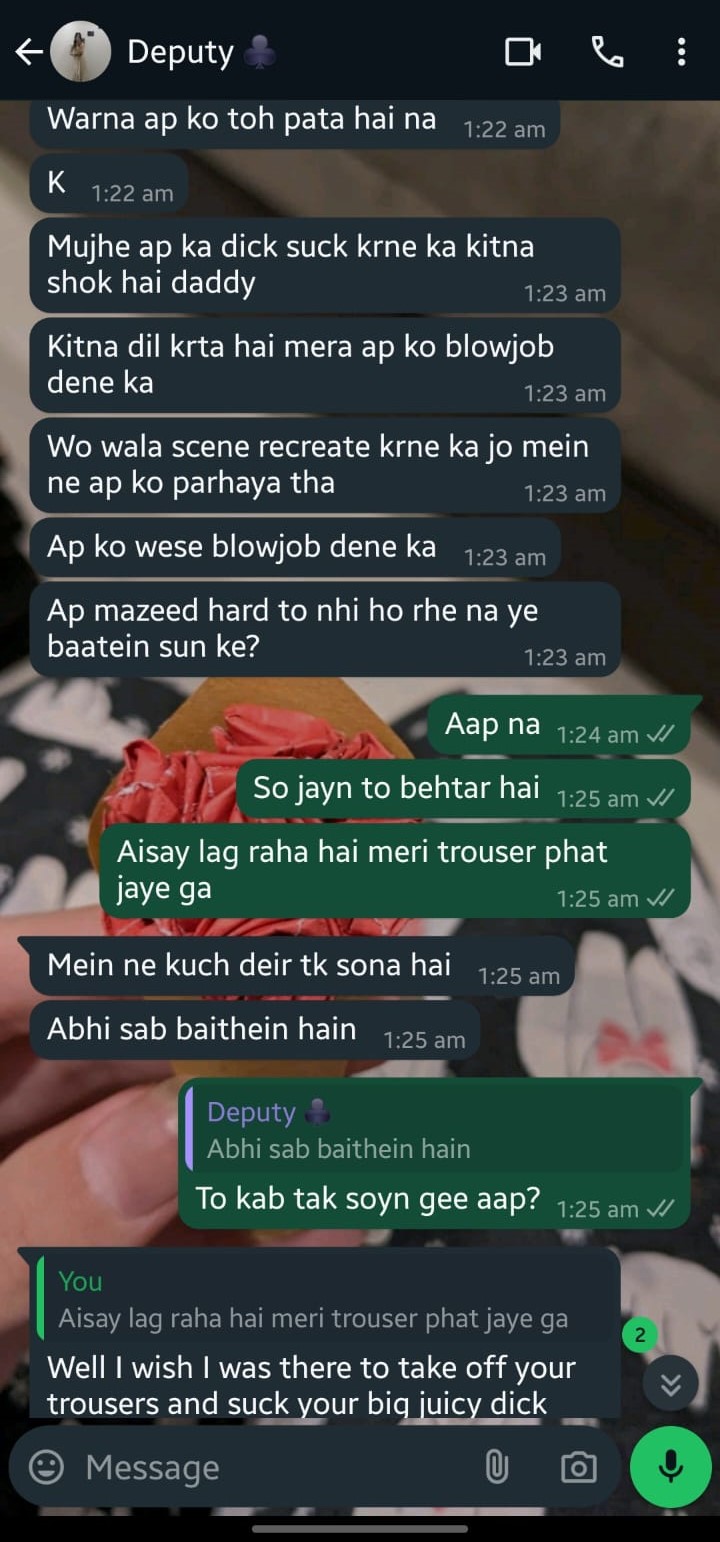 Deputy ♣
Warna ap ko toh pata hai na 1:22 am
K 1:22 am
Mujhe ap ka dick suck krne ka kitna
shok hai daddy 1:23 am
Kitna dil krta hai mera ap ko blowjob
dene ka 1:23 am
Wo wala scene recreate krne ka jo mein
ne ap ko parhaya tha 1:23 am
Ap ko wese blowjob dene ka 1:23 am
Ap mazeed hard to nhi ho rhe na ye
baatein sun ke? 1:23 am
Aap na 1:24 am
So jayn to behtar hai 1:25 am
Aisay lag raha hai meri trouser phat
jaye ga 1:25 am
Mein ne kuch deir tk sona hai 1:25 am
Abhi sab baithein hain 1:25 am
Deputy ♣
Abhi sab baithein hain
To kab tak soyn gee aap? 1:25 am
You
Aisay lag raha hai meri trouser phat jaye ga
Well I wish I was there to take off your
trousers and suck your big juicy dick
2
Message